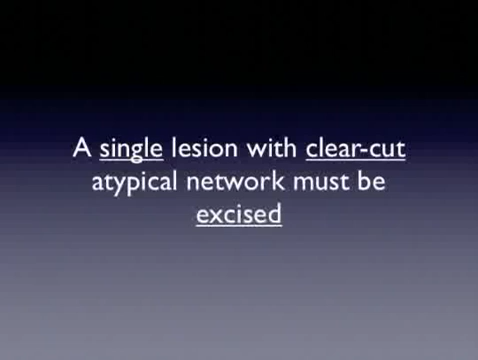 A single lesion with clear-cut
atypical network must be
excised